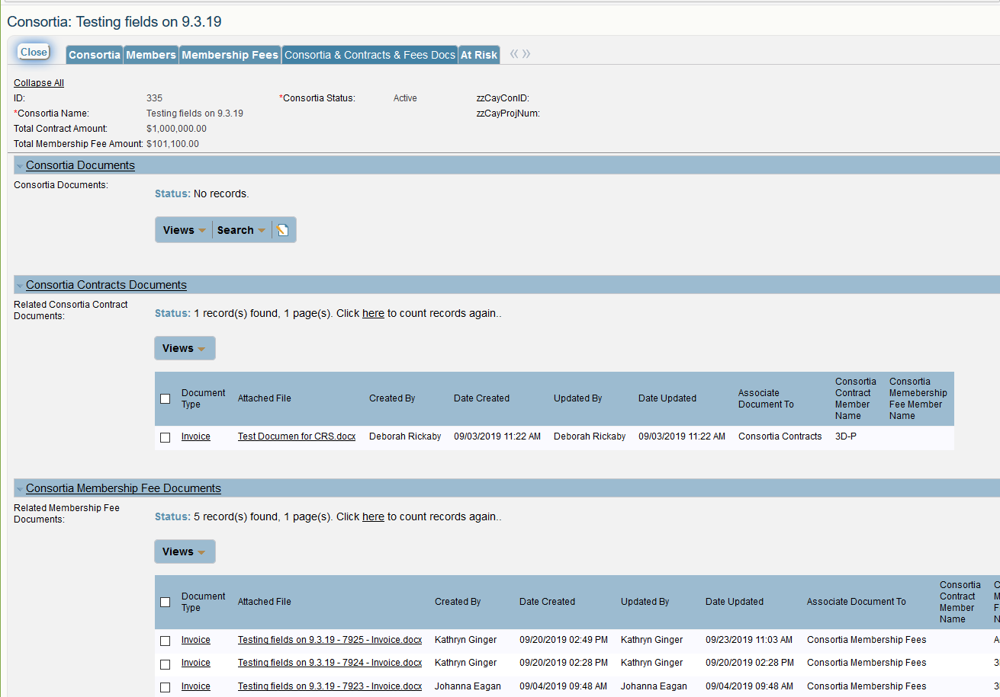 Consortia: Testing fields on 9.3.19
Close Consortia Members Membership Fees Consortia & Contracts & Fees Docs At Risk « »
Collapse All
ID: 335 *Consortia Status: Active zzCayConID:
*Consortia Name: Testing fields on 9.3.19 zzCayProjNum:
Total Contract Amount: $1,000,000.00
Total Membership Fee Amount: $101,100.00
Consortia Documents
Consortia Documents:
Status: No records.
Views Search
Consortia Contracts Documents
Related Consortia Contract
Documents:
Status: 1 record(s) found, 1 page(s). Click here to count records again..
Views
Document Type Attached File Created By Date Created Updated By Date Updated Associate Document To Consortia Contract Member Name Consortia Memebership Fee Member Name
Invoice Test Documen for CRS.docx Deborah Rickaby 09/03/2019 11:22 AM Deborah Rickaby 09/03/2019 11:22 AM Consortia Contracts 3D-P
Consortia Membership Fee Documents
Related Membership Fee
Documents:
Status: 5 record(s) found, 1 page(s). Click here to count records again..
Views
Document Type Attached File Created By Date Created Updated By Date Updated Associate Document To Consortia Contract Member Name
Invoice Testing fields on 9.3.19 - 7925 - Invoice.docx Kathryn Ginger 09/20/2019 02:49 PM Kathryn Ginger 09/23/2019 11:03 AM Consortia Membership Fees
Invoice Testing fields on 9.3.19 - 7924 - Invoice.docx Kathryn Ginger 09/20/2019 02:28 PM Kathryn Ginger 09/20/2019 02:28 PM Consortia Membership Fees
Invoice Testing fields on 9.3.19 - 7923 - Invoice.docx Johanna Eagan 09/04/2019 09:48 AM Johanna Eagan 09/04/2019 09:48 AM Consortia Membership Fees